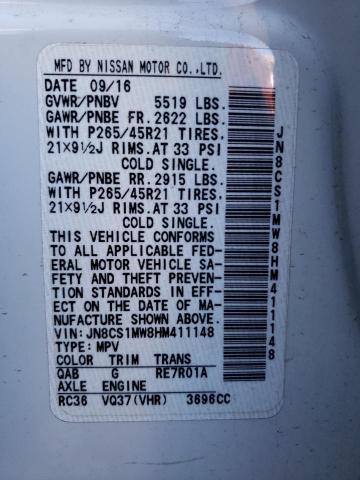 MFD BY NISSAN MOTOR CO.,LTD.
DATE 09/16
GVWR/PNBV 5519 LBS.
GAWR/PNBE FR.2622 LBS.
WITH P265/45R21 TIRES,
21X9½J RIMS.AT 33 PSI
COLD SINGLE.
GAWR/PNBE RR.2915 LBS.
WITH P265/45R21 TIRES,
21X9½J RIMS.AT 33 PSI
COLD SINGLE.
THIS VEHICLE CONFORMS
TO ALL APPLICABLE FED-
ERAL MOTOR VEHICLE SA-
FETY AND THEFT PREVEN-
TION STANDARDS IN EFF-
ECT ON THE DATE OF MA-
NUFACTURE SHOWN ABOVE.
VIN:JN8CS1MW8HM411148
TYPE: MPV
COLOR TRIM TRANS
QAB G RE7R01A
AXLE ENGINE
RC36 VQ37(VHR) 3696CC
JN8CS1MW8HM411148